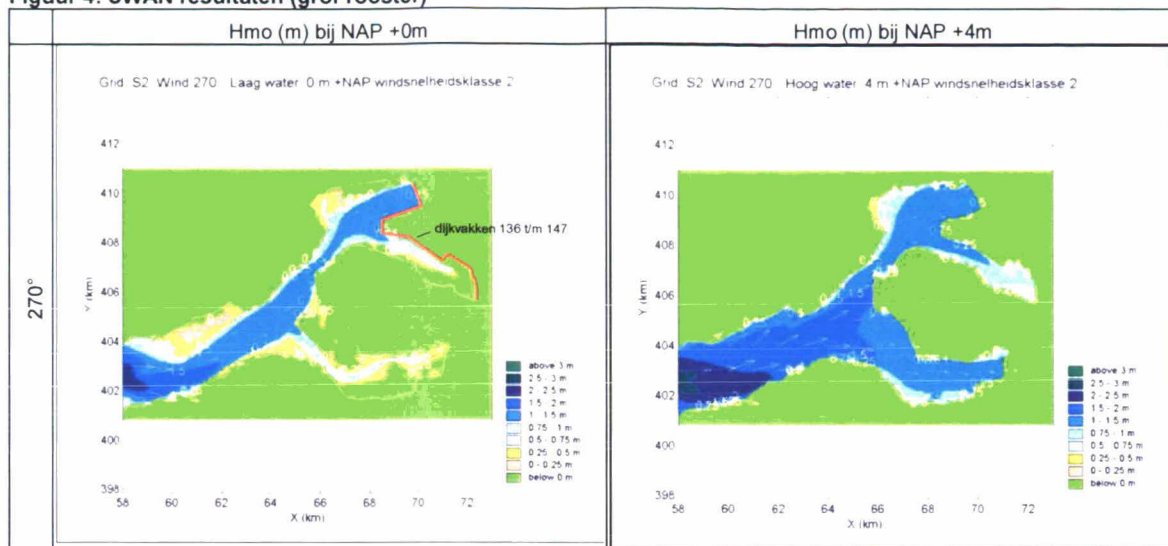 Figuur 4. SWAN resultaten (grof rooster)
Hmo (m) bij NAP +0m
Hmo (m) bij NAP +4m
270°
Grid S2 Wind 270 Laag water 0 m +NAP windsnelheidsklasse 2
412
410
408
406
404
402
400
398
Y (km)
dijkvakken 136 t/m 147
58 60 62 64 66 68 70 72
X (km)
above 3 m
2.5 - 3 m
2 - 2.5 m
1.5 - 2 m
1 - 1.5 m
0.75 - 1 m
0.5 - 0.75 m
0.25 - 0.5 m
0 - 0.25 m
below 0 m
Grid S2 Wind 270 Hoog water 4 m +NAP windsnelheidsklasse 2
412
410
408
406
404
402
400
398
Y (km)
58 60 62 64 66 68 70 72
X (km)
above 3 m
2.5 - 3 m
2 - 2.5 m
1.5 - 2 m
1 - 1.5 m
0.75 - 1 m
0.5 - 0.75 m
0.25 - 0.5 m
0 - 0.25 m
below 0 m